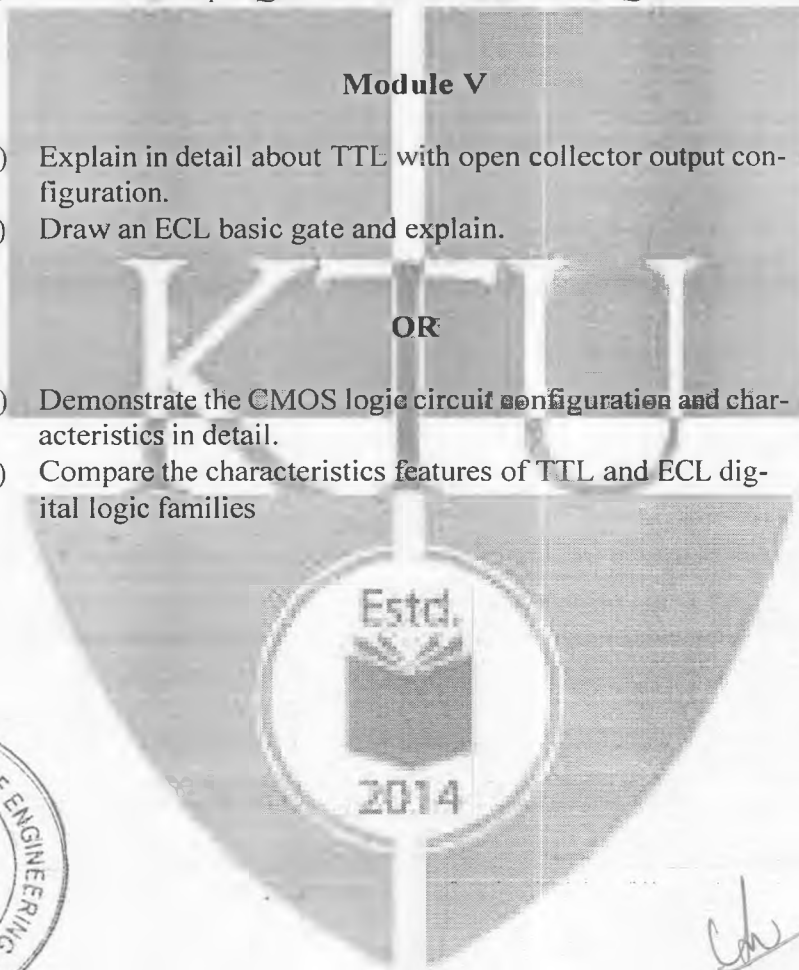 Module V
) Explain in detail about TTL with open collector output con-
figuration.
) Draw an ECL basic gate and explain.
OR
) Demonstrate the CMOS logic circuit configuration and char-
acteristics in detail.
) Compare the characteristics features of TTL and ECL dig-
ital logic families
KTU
Estd.
2014
ENGINEERING